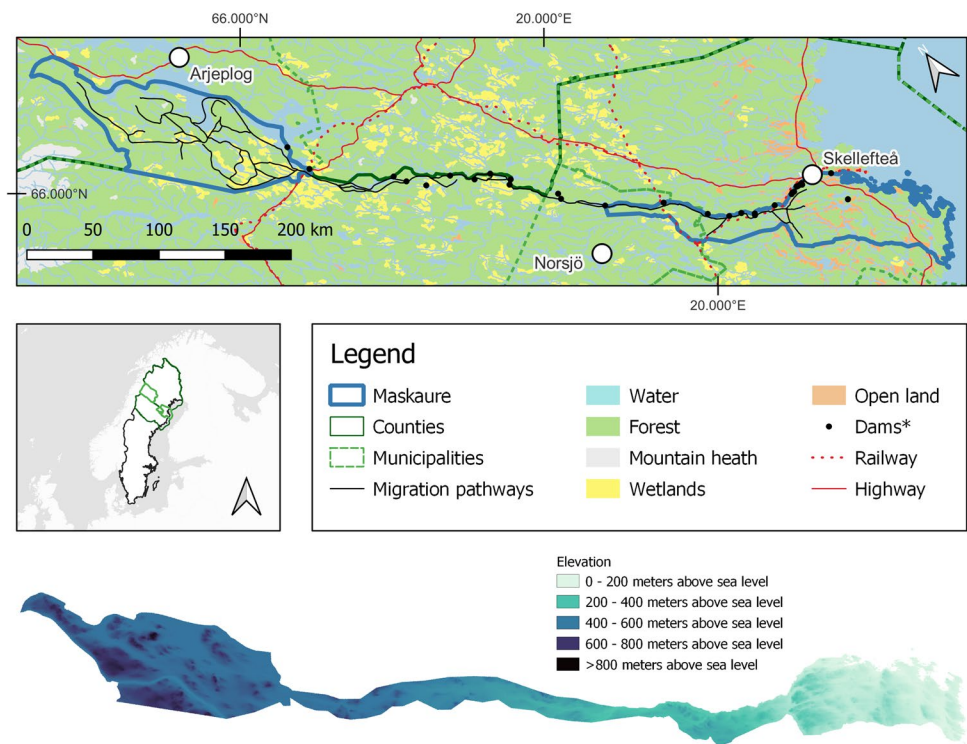 66.000°N
20.000°E
Arjeplog
N
Skellefteå
66.000°N
0 50 100 150 200 km
Norsjö
20.000°E
Legend
Maskaure
Counties
Municipalities
Migration pathways
Water
Forest
Mountain heath
Wetlands
Open land
Dams*
Railway
Highway
Elevation
0 - 200 meters above sea level
200 - 400 meters above sea level
400 - 600 meters above sea level
600 - 800 meters above sea level
>800 meters above sea level